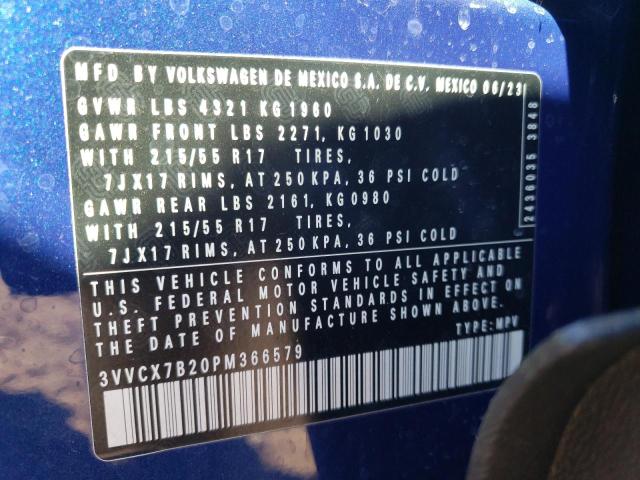 MFD BY VOLKSWAGEN DE MEXICO S.A. DE C.V. MEXICO 06/23
GVWR LBS 4321 KG 1960
GAWR FRONT LBS 2271, KG 1030
WITH 215/55 R17 TIRES,
7JX17 RIMS, AT 250 KPA, 36 PSI COLD
GAWR REAR LBS 2161, KG 0980
WITH 215/55 R17 TIRES,
7JX17 RIMS, AT 250 KPA, 36 PSI COLD
2436035 3848
THIS VEHICLE CONFORMS TO ALL APPLICABLE
U.S. FEDERAL MOTOR VEHICLE SAFETY AND
THEFT PREVENTION STANDARDS IN EFFECT ON
THE DATE OF MANUFACTURE SHOWN ABOVE.
TYPE: MPV
3VVCX7B20PM366579